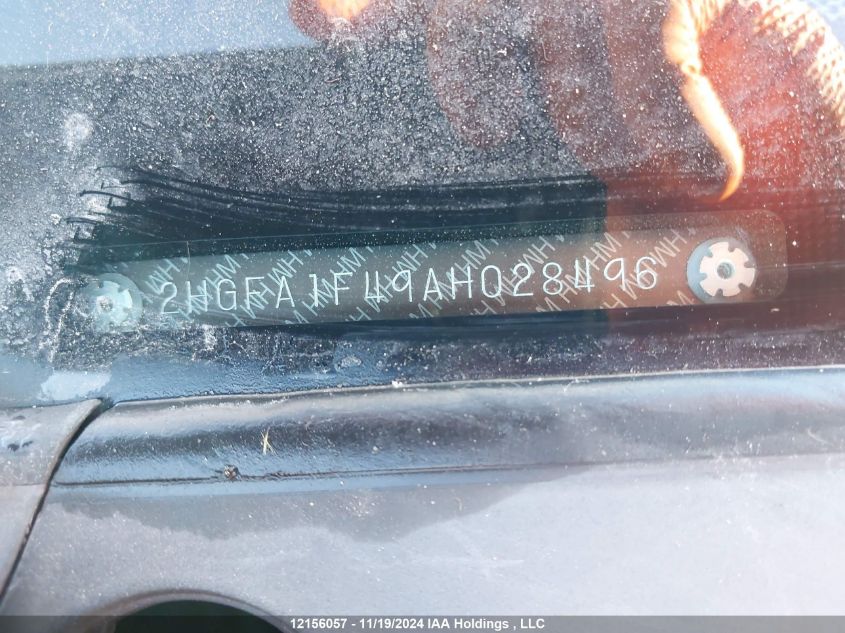 2HGFA1F49AH028496
12156057 - 11/19/2024 IAA Holdings , LLC